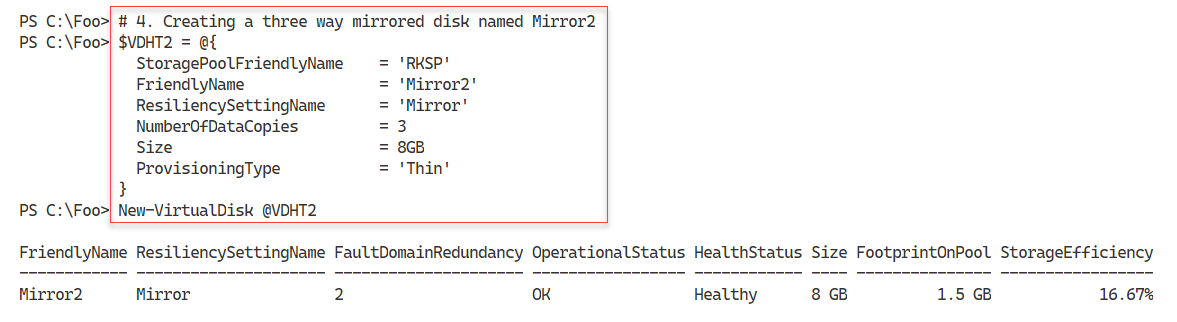 PS C:\Foo> # 4. Creating a three way mirrored disk named Mirror2
PS C:\Foo> $VDHT2 = @{
  StoragePoolFriendlyName    = 'RKSP'
  FriendlyName               = 'Mirror2'
  ResiliencySettingName      = 'Mirror'
  NumberOfDataCopies         = 3
  Size                       = 8GB
  ProvisioningType           = 'Thin'
}
PS C:\Foo> New-VirtualDisk @VDHT2
FriendlyName ResiliencySettingName FaultDomainRedundancy OperationalStatus HealthStatus Size FootprintOnPool StorageEfficiency
------------ --------------------- --------------------- ----------------- ------------ ---- --------------- -----------------
Mirror2      Mirror                2                     OK                Healthy      8 GB          1.5 GB            16.67%